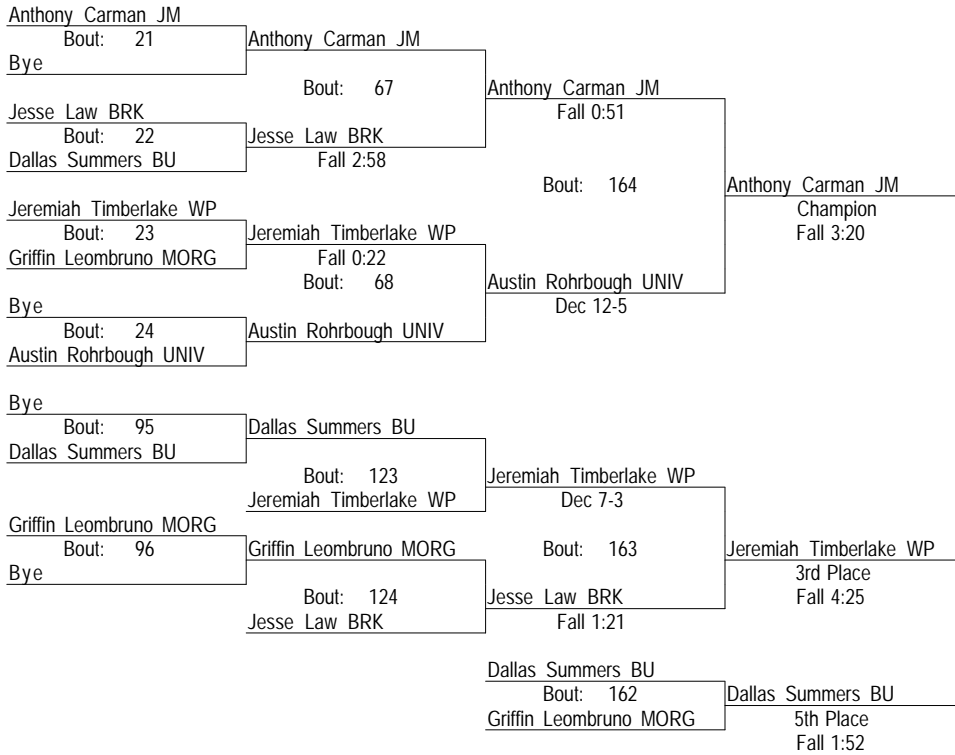 Anthony Carman JM
Bout: 21
Anthony Carman JM
Bye
Bout: 67
Anthony Carman JM
Fall 0:51
Jesse Law BRK
Bout: 22
Jesse Law BRK
Dallas Summers BU
Fall 2:58
Bout: 164
Anthony Carman JM
Champion
Fall 3:20
Jeremiah Timberlake WP
Bout: 23
Jeremiah Timberlake WP
Griffin Leombruno MORG
Fall 0:22
Bout: 68
Austin Rohrbough UNIV
Dec 12-5
Bye
Bout: 24
Austin Rohrbough UNIV
Austin Rohrbough UNIV
Bye
Bout: 95
Dallas Summers BU
Dallas Summers BU
Bout: 123
Jeremiah Timberlake WP
Jeremiah Timberlake WP
Dec 7-3
Griffin Leombruno MORG
Bout: 96
Griffin Leombruno MORG
Bye
Bout: 163
Jeremiah Timberlake WP
3rd Place
Fall 4:25
Bout: 124
Jesse Law BRK
Jesse Law BRK
Fall 1:21
Dallas Summers BU
Bout: 162
Dallas Summers BU
Griffin Leombruno MORG
5th Place
Fall 1:52